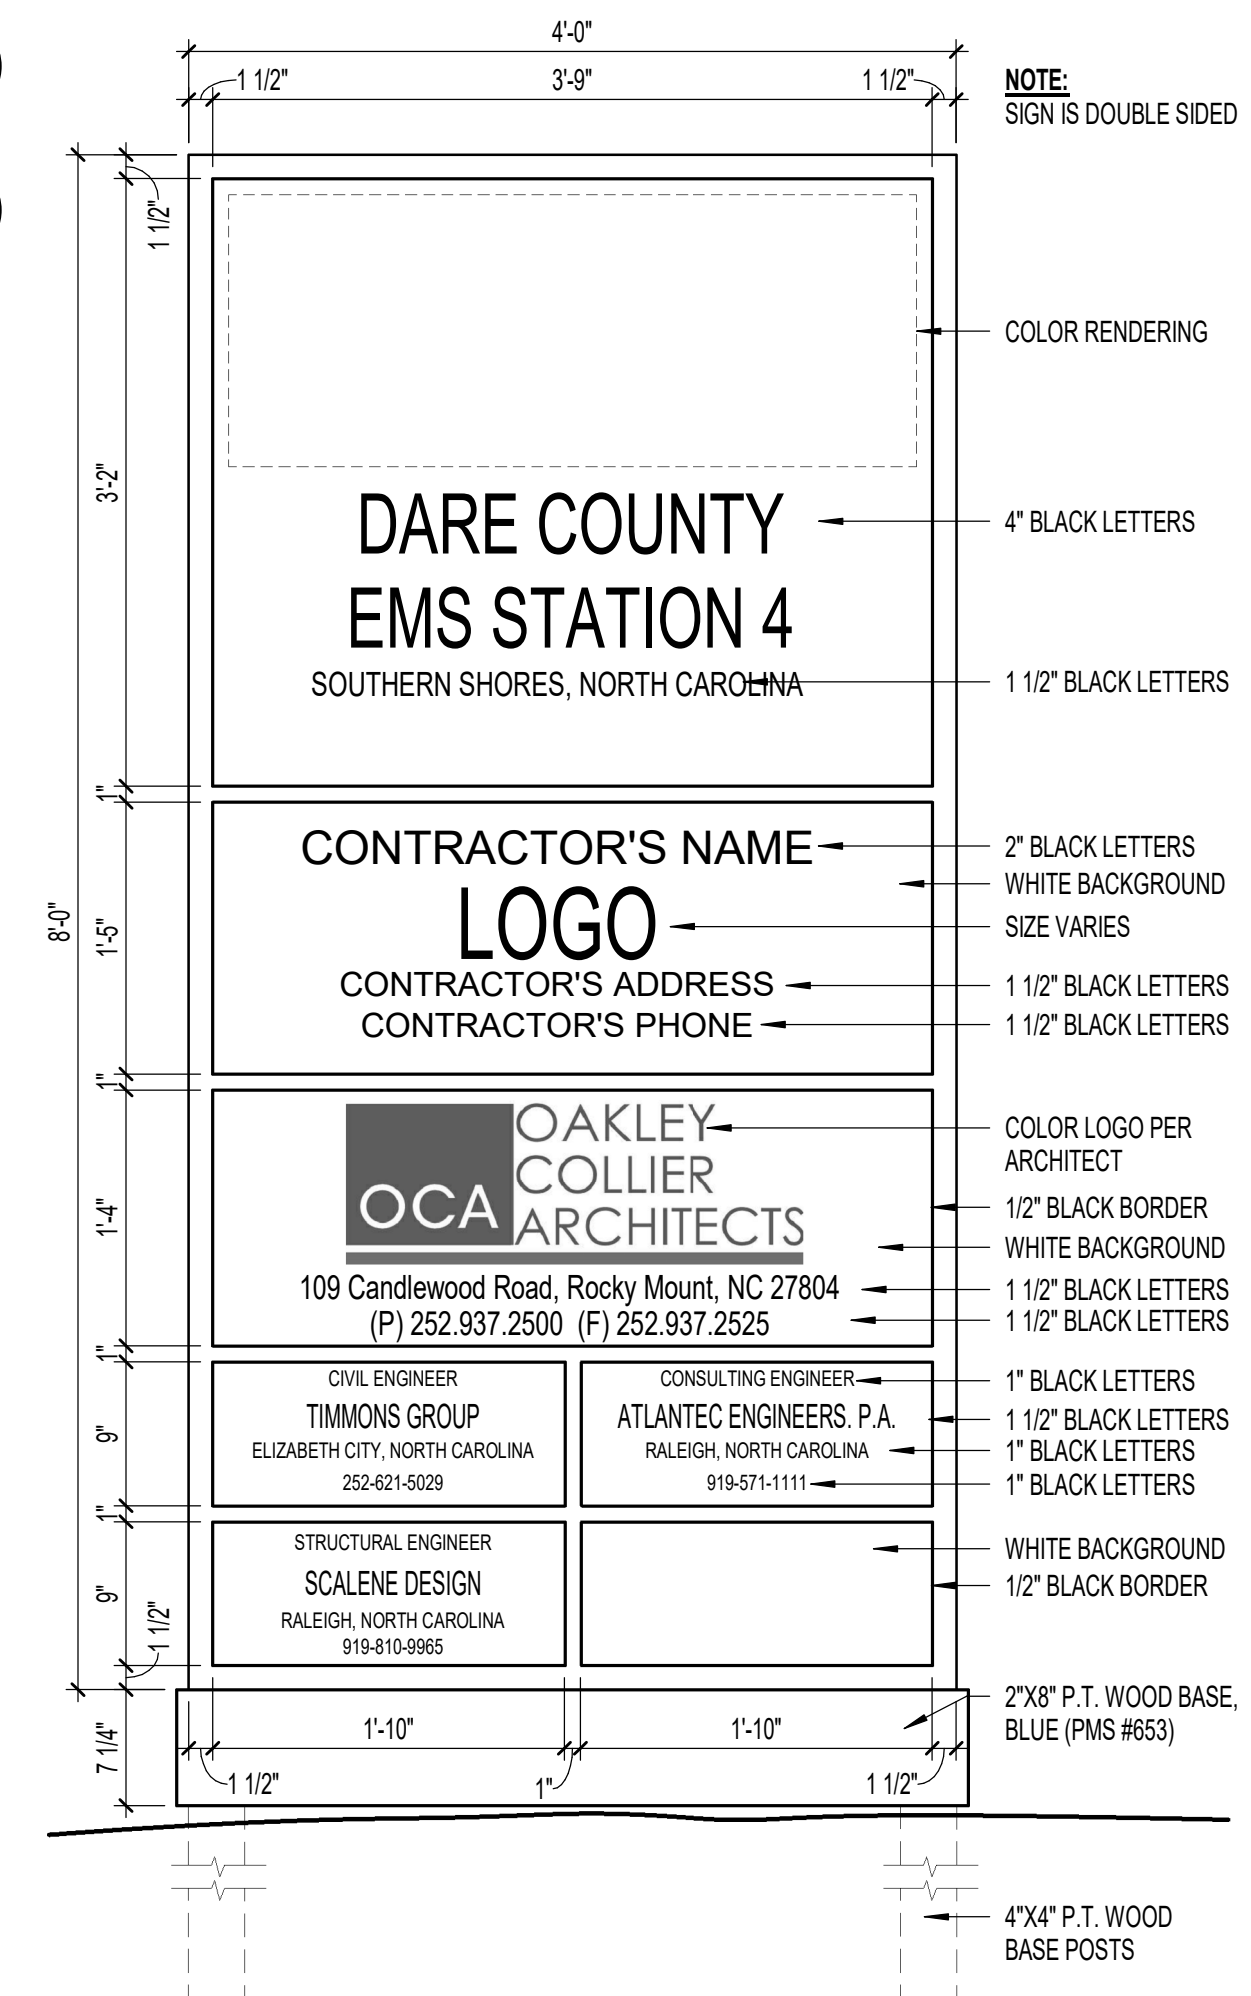 4'-0"
1 1/2" 3'-9" 1 1/2"
NOTE:
SIGN IS DOUBLE SIDED
1 1/2"
COLOR RENDERING
3'-2"
DARE COUNTY
4" BLACK LETTERS
EMS STATION 4
SOUTHERN SHORES, NORTH CAROLINA
1 1/2" BLACK LETTERS
1"
CONTRACTOR'S NAME
2" BLACK LETTERS
WHITE BACKGROUND
8'-0"
1'-5"
LOGO
SIZE VARIES
CONTRACTOR'S ADDRESS
1 1/2" BLACK LETTERS
CONTRACTOR'S PHONE
1 1/2" BLACK LETTERS
1"
OCA
OAKLEY
COLLIER
ARCHITECTS
COLOR LOGO PER
ARCHITECT
1'-4"
1/2" BLACK BORDER
WHITE BACKGROUND
109 Candlewood Road, Rocky Mount, NC 27804
1 1/2" BLACK LETTERS
(P) 252.937.2500 (F) 252.937.2525
1 1/2" BLACK LETTERS
1"
9"
CIVIL ENGINEER
TIMMONS GROUP
ELIZABETH CITY, NORTH CAROLINA
252-621-5029
CONSULTING ENGINEER
ATLANTEC ENGINEERS. P.A.
RALEIGH, NORTH CAROLINA
919-571-1111
1" BLACK LETTERS
1 1/2" BLACK LETTERS
1" BLACK LETTERS
1" BLACK LETTERS
1"
9"
STRUCTURAL ENGINEER
SCALENE DESIGN
RALEIGH, NORTH CAROLINA
919-810-9965
WHITE BACKGROUND
1/2" BLACK BORDER
1 1/2"
7 1/4"
1'-10" 1'-10"
1 1/2" 1" 1 1/2"
2"X8" P.T. WOOD BASE,
BLUE (PMS #653)
4"X4" P.T. WOOD
BASE POSTS